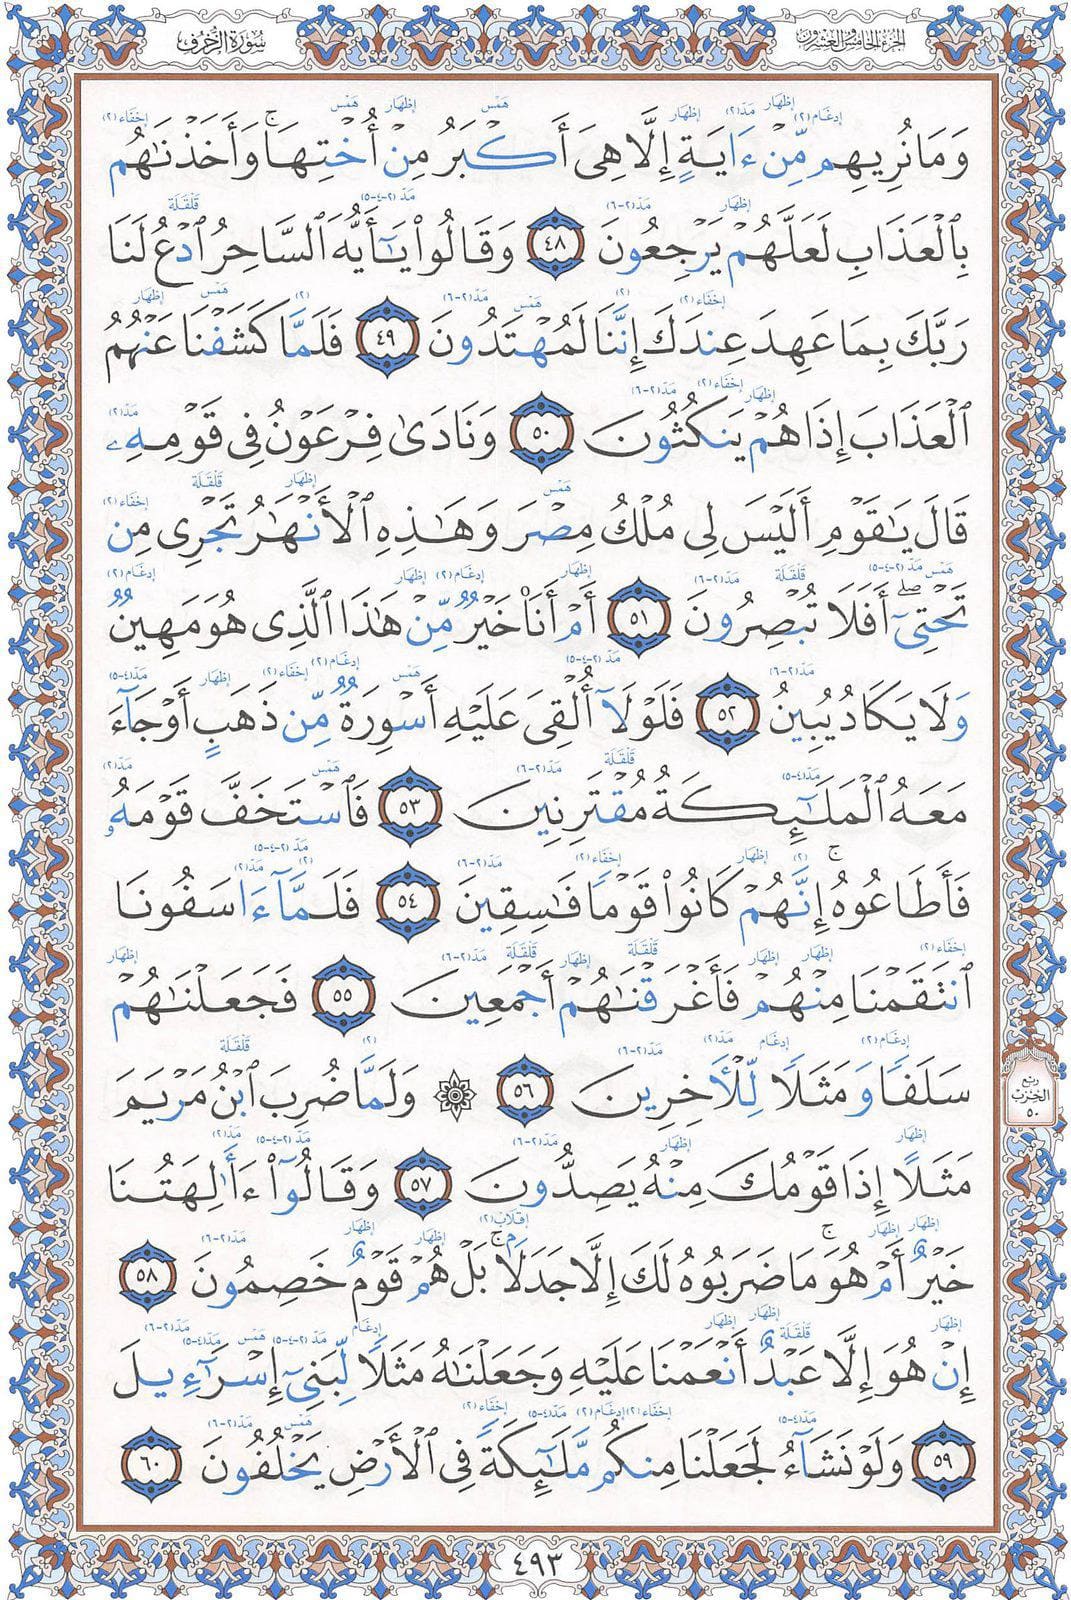 الجزء الخامس والعشرون
سورة الزخرف
وَمَا نُرِيهِم مِّنْ ءَايَةٍ إِلَّا هِىَ أَكْبَرُ مِنْ أُخْتِهَا ۖ وَأَخَذْنَٰهُم
بِٱلْعَذَابِ لَعَلَّهُمْ يَرْجِعُونَ ٤٨ وَقَالُوا۟ يَٰٓأَيُّهَ ٱلسَّاحِرُ ٱدْعُ لَنَا
رَبَّكَ بِمَا عَهِدَ عِندَكَ إِنَّنَا لَمُهْتَدُونَ ٤٩ فَلَمَّا كَشَفْنَا عَنْهُمُ
ٱلْعَذَابَ إِذَا هُمْ يَنكُثُونَ ٥٠ وَنَادَىٰ فِرْعَوْنُ فِى قَوْمِهِۦ
قَالَ يَٰقَوْمِ أَلَيْسَ لِى مُلْكُ مِصْرَ وَهَٰذِهِ ٱلْأَنْهَٰرُ تَجْرِى مِن
تَحْتِىٓ ۖ أَفَلَا تُبْصِرُونَ ٥١ أَمْ أَنَا۠ خَيْرٌ مِّنْ هَٰذَا ٱلَّذِى هُوَ مَهِينٌ
وَلَا يَكَادُ يُبِينُ ٥٢ فَلَوْلَآ أُلْقِىَ عَلَيْهِ أَسْوِرَةٌ مِّن ذَهَبٍ أَوْ جَآءَ
مَعَهُ ٱلْمَلَٰٓئِكَةُ مُقْتَرِنِينَ ٥٣ فَٱسْتَخَفَّ قَوْمَهُۥ
فَأَطَاعُوهُ ۚ إِنَّهُمْ كَانُوا۟ قَوْمًا فَٰسِقِينَ ٥٤ فَلَمَّآ ءَاسَفُونَا
ٱنتَقَمْنَا مِنْهُمْ فَأَغْرَقْنَٰهُمْ أَجْمَعِينَ ٥٥ فَجَعَلْنَٰهُمْ
سَلَفًا وَمَثَلًا لِّلْءَاخِرِينَ ٥٦ ۞ وَلَمَّا ضُرِبَ ٱبْنُ مَرْيَمَ
مَثَلًا إِذَا قَوْمُكَ مِنْهُ يَصِدُّونَ ٥٧ وَقَالُوٓا۟ ءَأَٰلِهَتُنَا
خَيْرٌ أَمْ هُوَ ۚ مَا ضَرَبُوهُ لَكَ إِلَّا جَدَلًۢا ۚ بَلْ هُمْ قَوْمٌ خَصِمُونَ ٥٨
إِنْ هُوَ إِلَّا عَبْدٌ أَنْعَمْنَا عَلَيْهِ وَجَعَلْنَٰهُ مَثَلًا لِّبَنِىٓ إِسْرَٰٓءِيلَ
٥٩ وَلَوْ نَشَآءُ لَجَعَلْنَا مِنكُم مَّلَٰٓئِكَةً فِى ٱلْأَرْضِ يَخْلُفُونَ ٦٠
ربع
الحزب
٥٠
٤٩٣